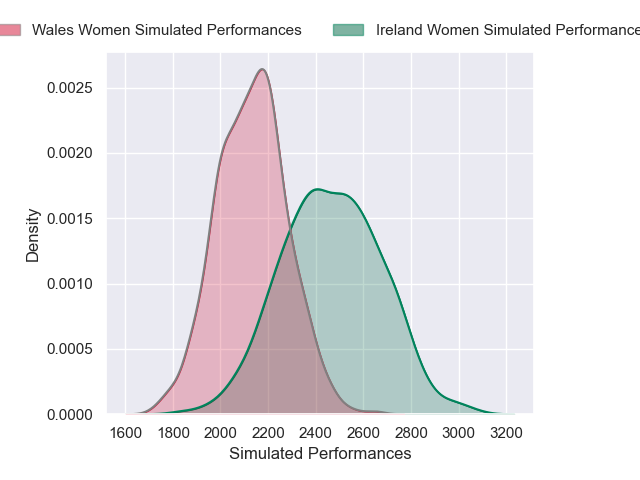 Wales Women Simulated Performances
Ireland Women Simulated Performance
0.0025
0.0020
0.0015
0.0010
0.0005
0.0000
Density
1600 1800 2000 2200 2400 2600 2800 3000 3200
Simulated Performances